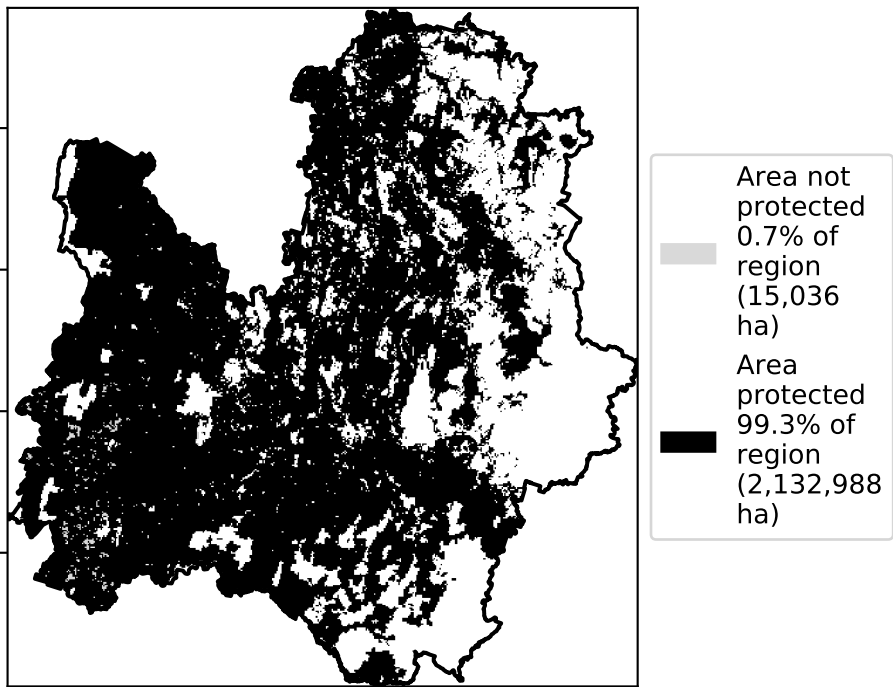 Area not
protected
0.7% of
region
(15,036
ha)
Area
protected
99.3% of
region
(2,132,988
ha)